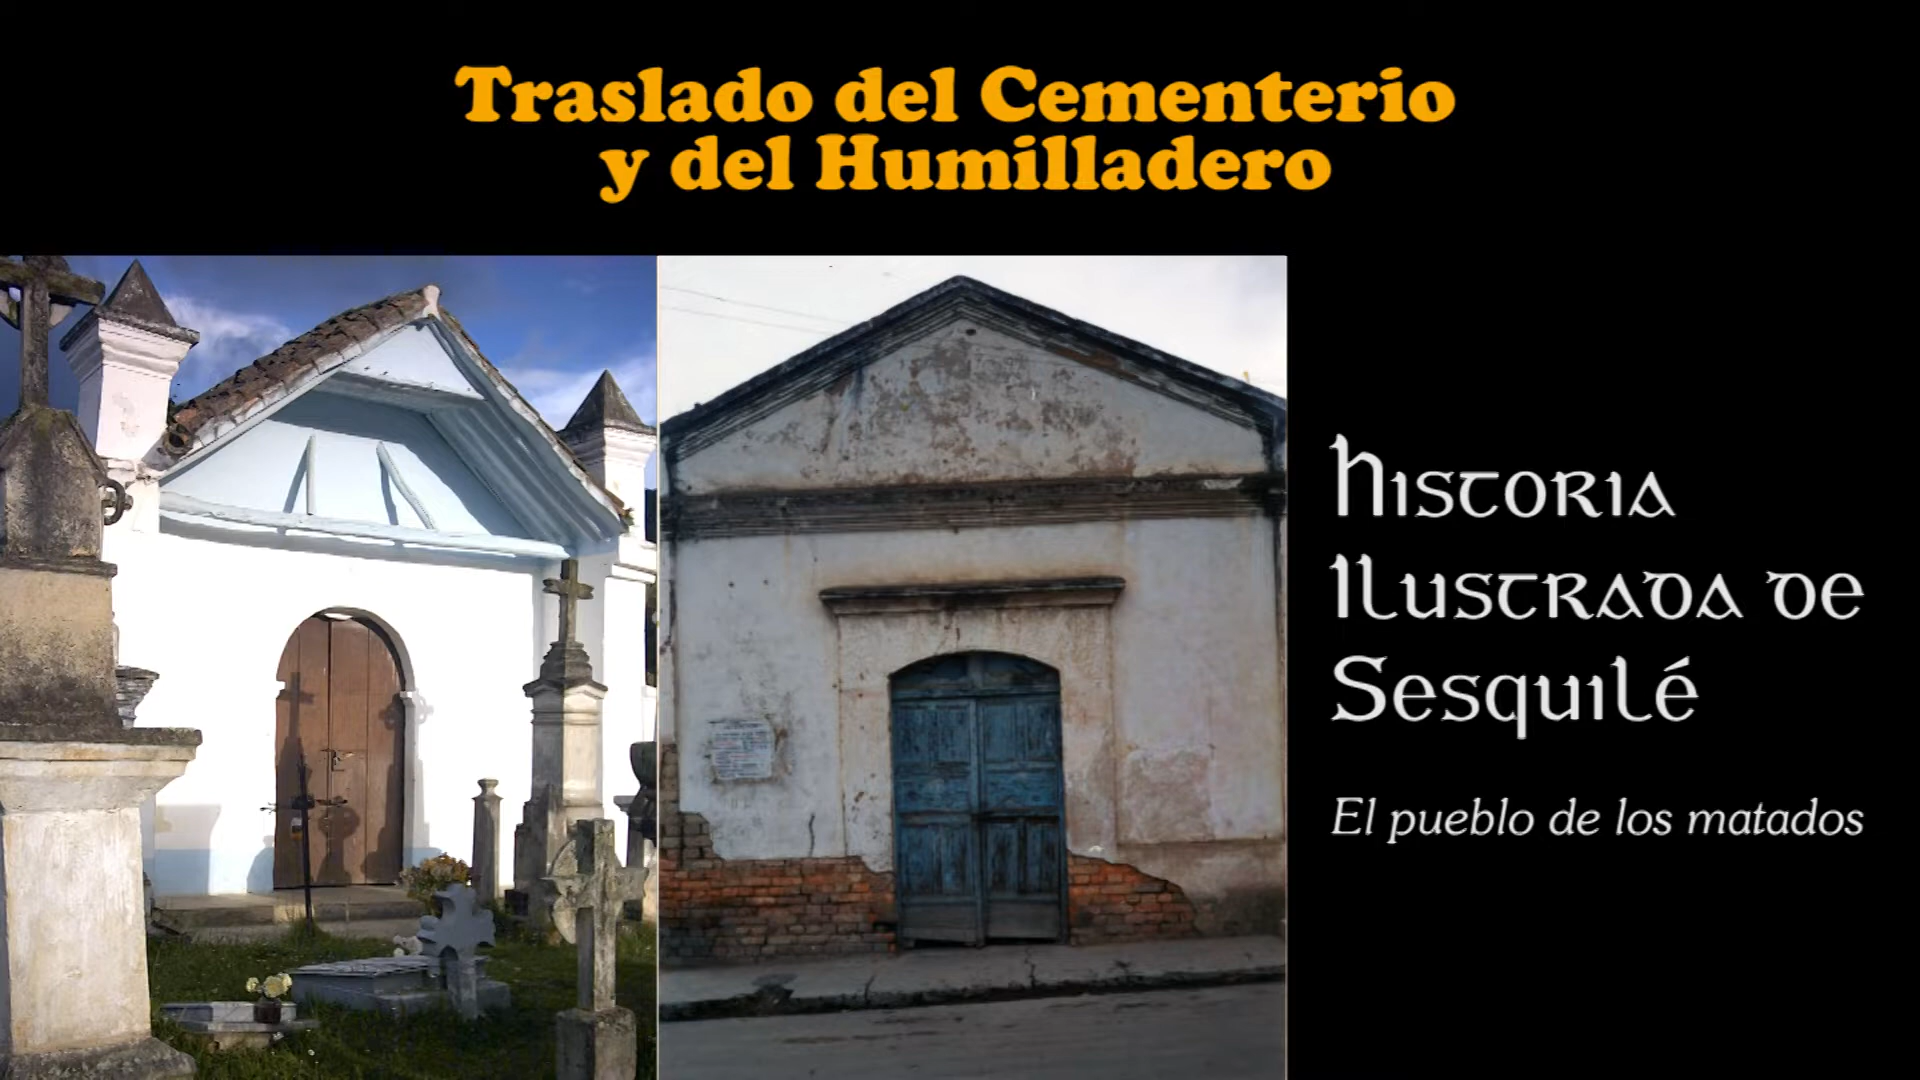 Traslado del Cementerio
y del Humilladero
Historia
Ilustrada de
Sesquilé
El pueblo de los matados